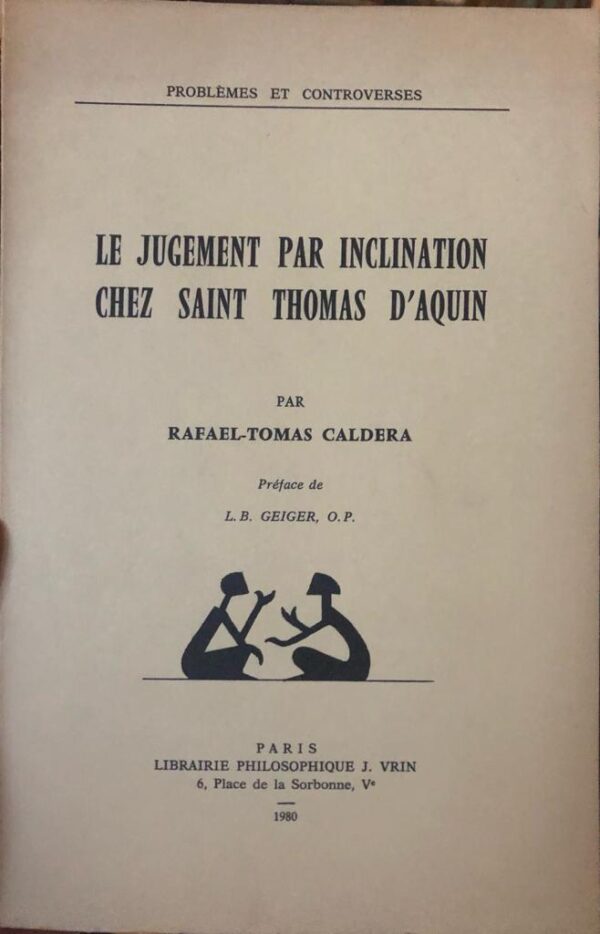 PROBLÈMES ET CONTROVERSES
LE JUGEMENT PAR INCLINATION
CHEZ SAINT THOMAS D'AQUIN
PAR
RAFAEL-TOMAS CALDERA
Préface de
L. B. GEIGER, O. P.
PARIS
LIBRAIRIE PHILOSOPHIQUE J. VRIN
6, Place de la Sorbonne, Vᵉ
1980